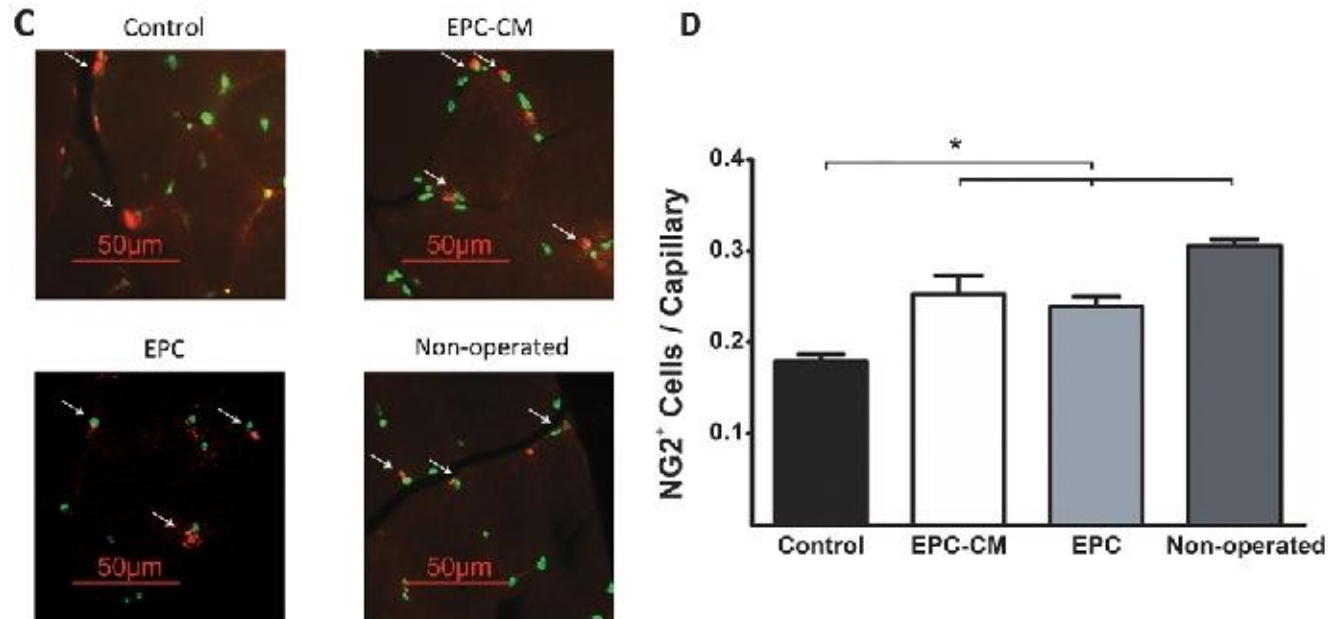 C
Control
EPC-CM
50µm
50µm
EPC
Non-operated
50µm
50µm
D
*
0.4
0.3
0.2
0.1
NG2⁺ Cells / Capillary
Control
EPC-CM
EPC
Non-operated